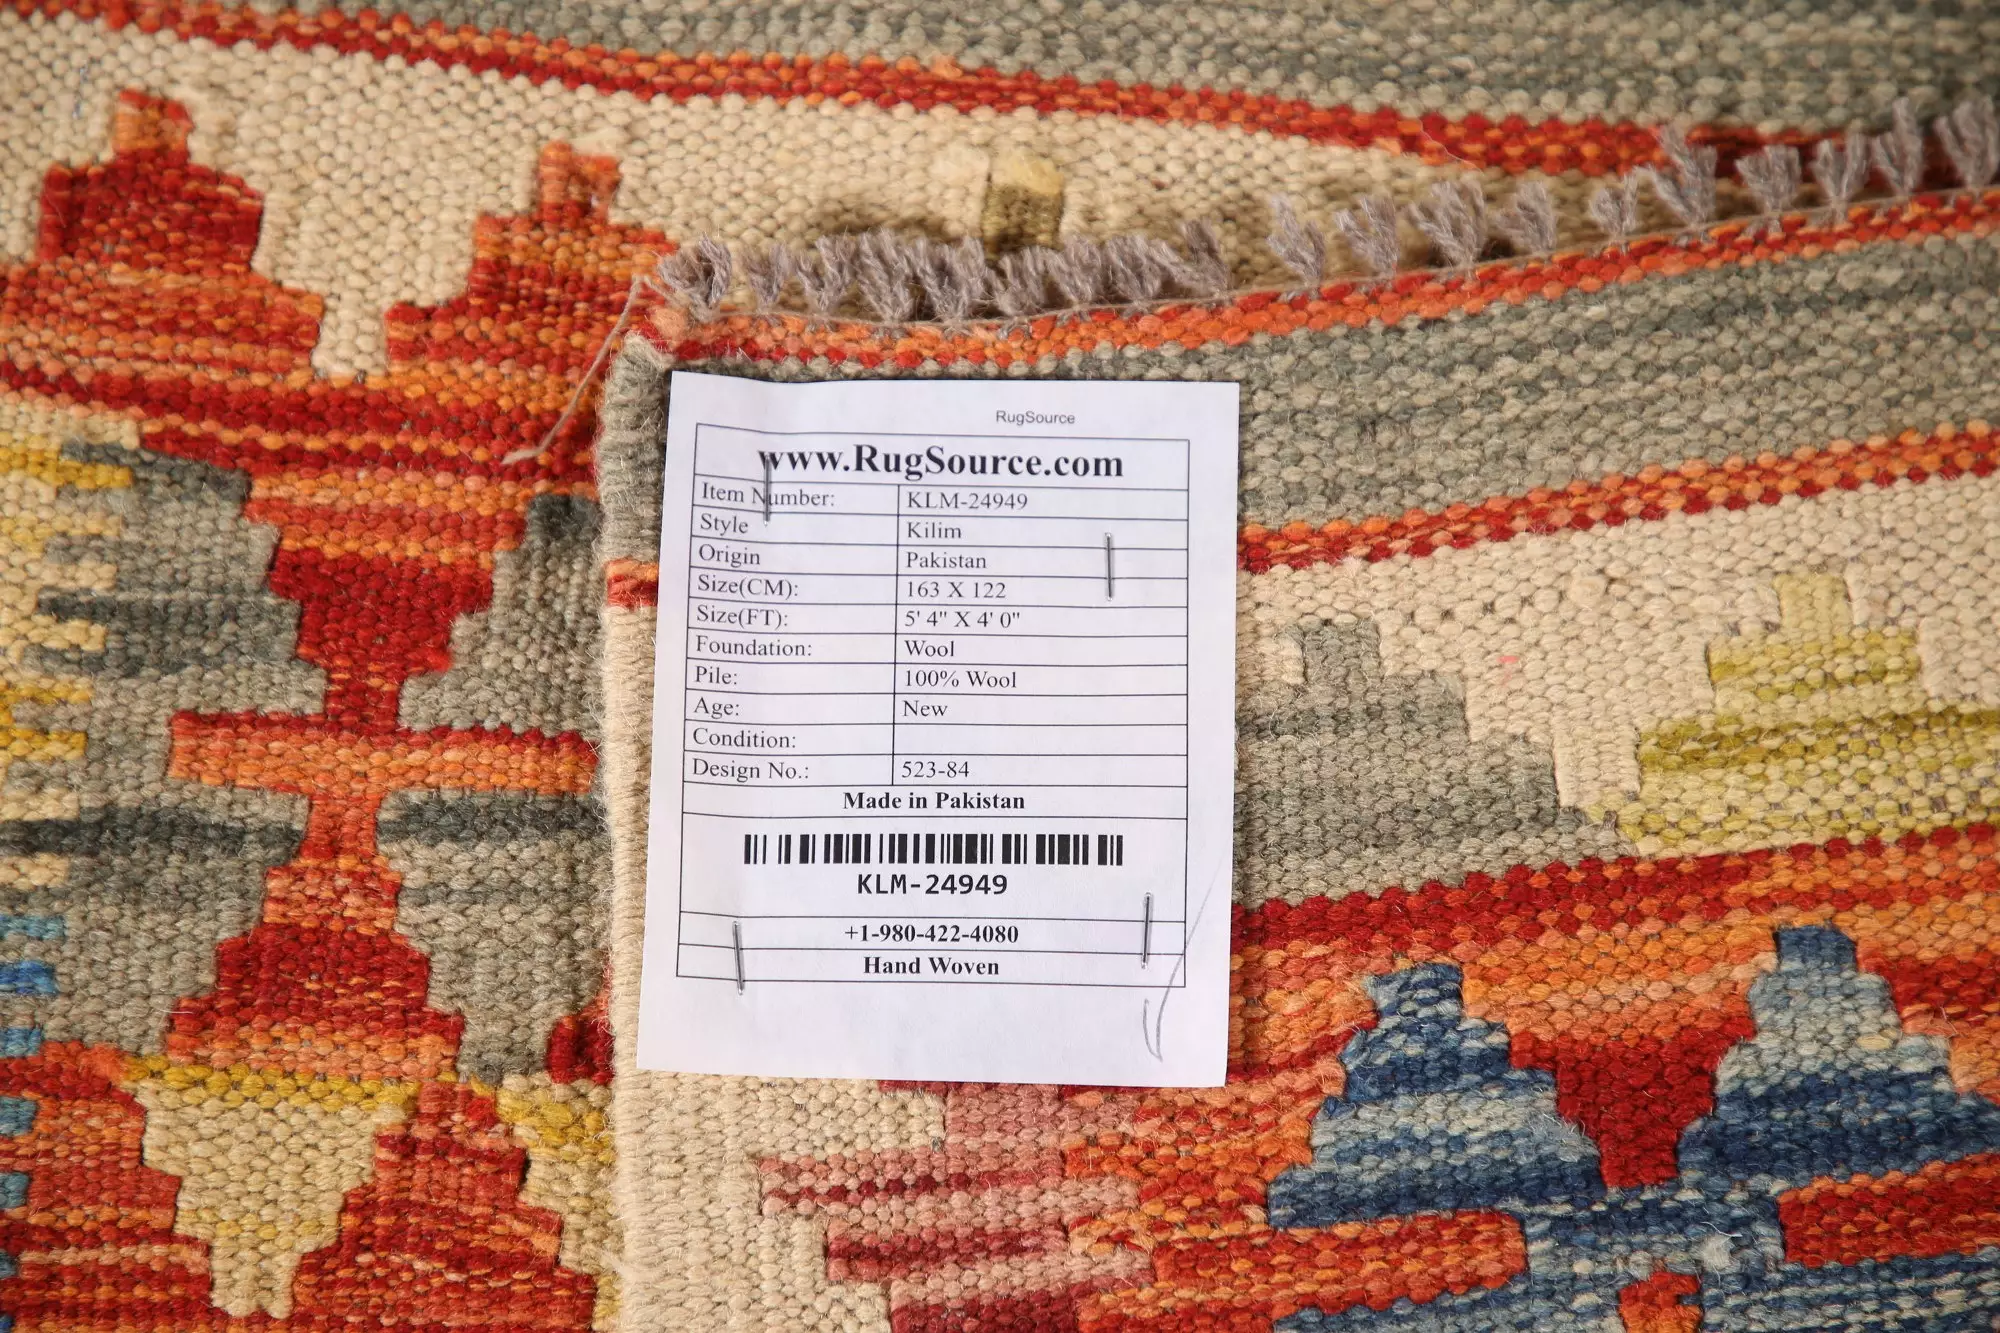 RugSource
www.RugSource.com
Item Number: KLM-24949
Style Kilim
Origin Pakistan
Size(CM): 163 X 122
Size(FT): 5' 4" X 4' 0"
Foundation: Wool
Pile: 100% Wool
Age: New
Condition:
Design No.: 523-84
Made in Pakistan
KLM-24949
+1-980-422-4080
Hand Woven